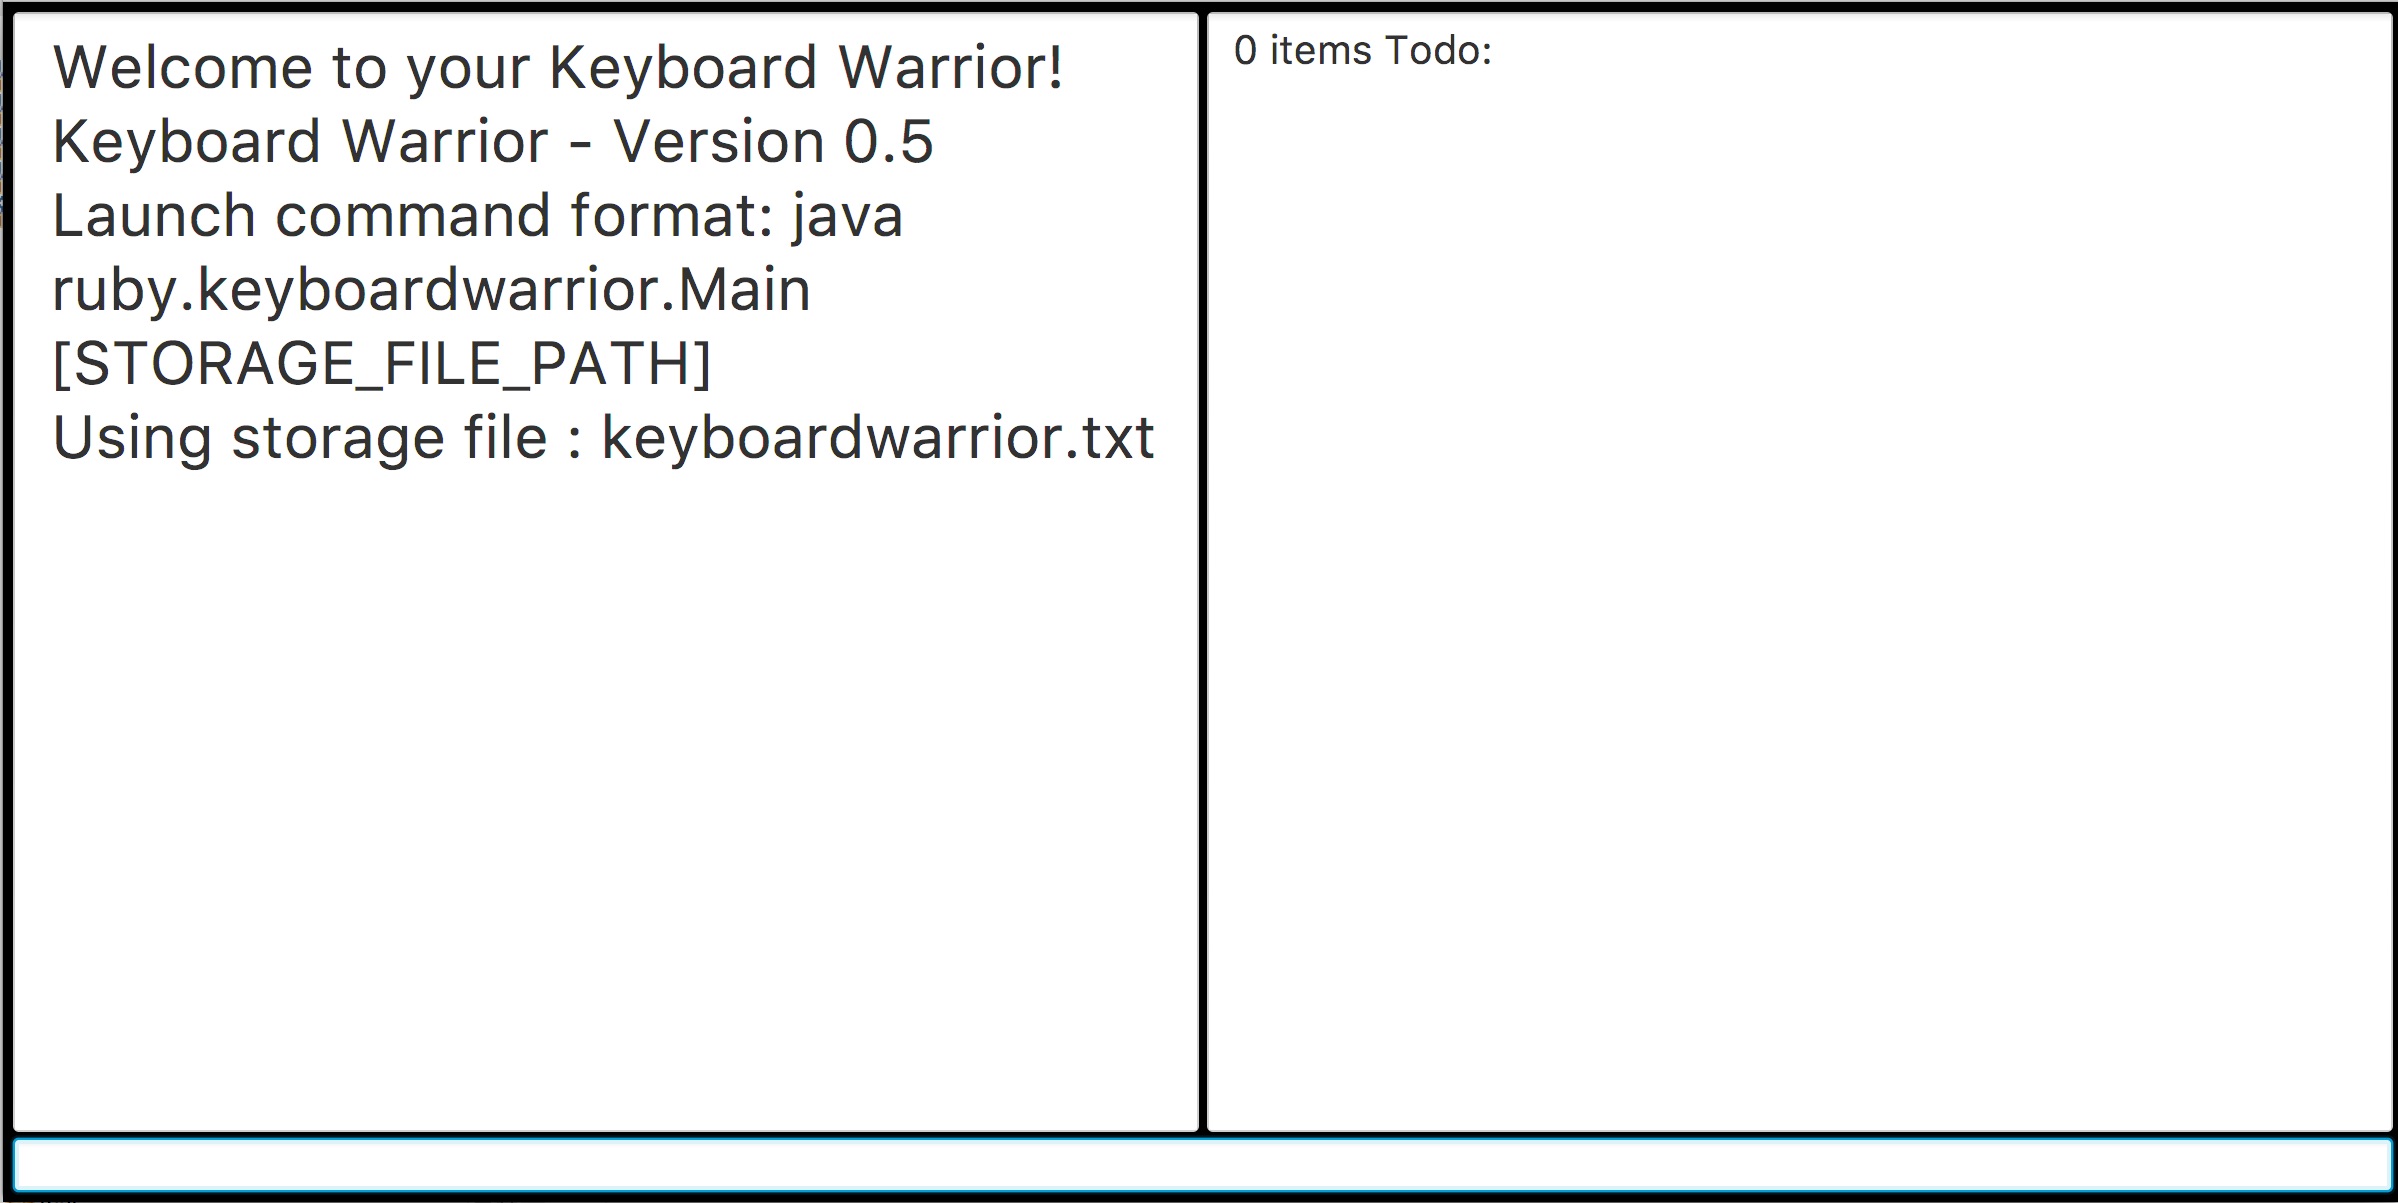 Welcome to your Keyboard Warrior!
Keyboard Warrior - Version 0.5
Launch command format: java
ruby.keyboardwarrior.Main
[STORAGE_FILE_PATH]
Using storage file : keyboardwarrior.txt
0 items Todo: